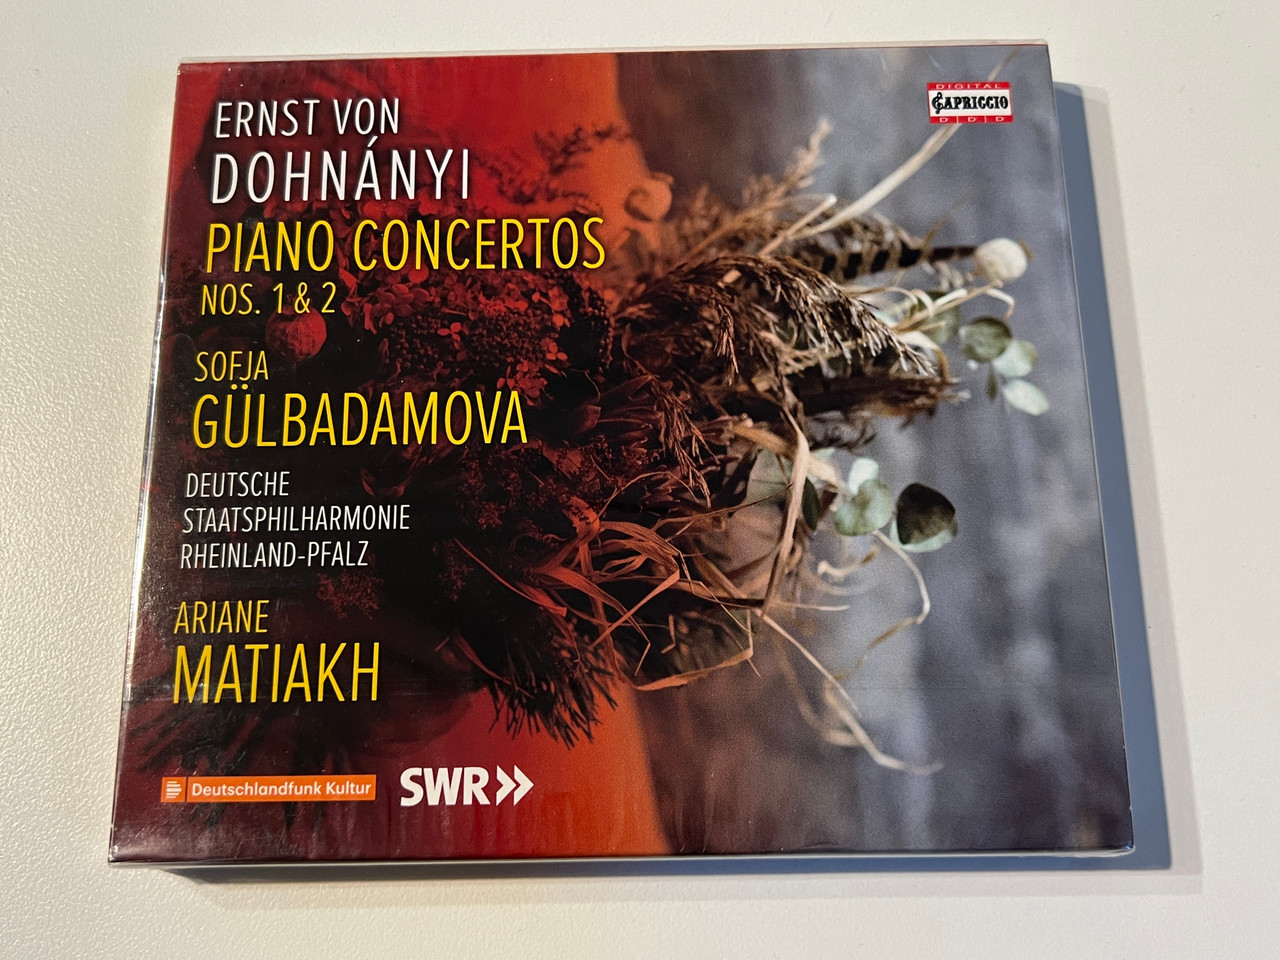 ERNST VON
DOHNÁNYI
PIANO CONCERTOS
NOS. 1 & 2
SOFJA
GÜLBADAMOVA
DEUTSCHE
STAATSPHILHARMONIE
RHEINLAND-PFALZ
ARIANE
MATIAKH
Deutschlandfunk Kultur
SWR»
DIGITAL
CAPRICCIO
D|D|D